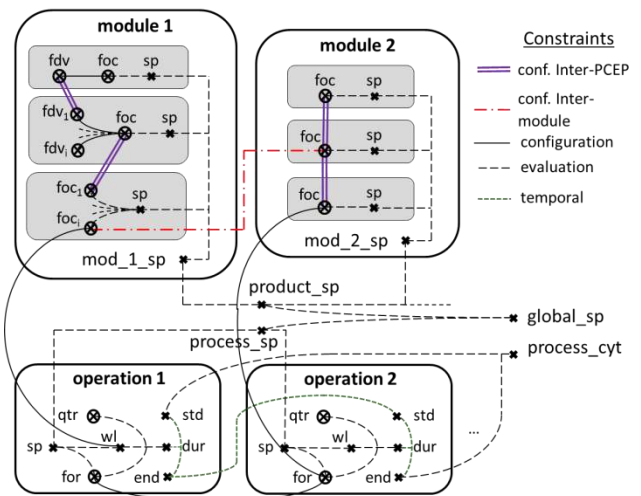 module 1
fdv foc sp
fdv1
foc sp
fdvi
foc1
sp
foci
mod_1_sp
module 2
foc sp
foc sp
foc sp
mod_2_sp
Constraints
conf. Inter-PCEP
conf. Inter-
module
configuration
evaluation
temporal
product_sp
global_sp
process_sp
process_cyt
operation 1
qtr std
sp wl dur
for end
operation 2
qtr std
sp wl dur
for end
...